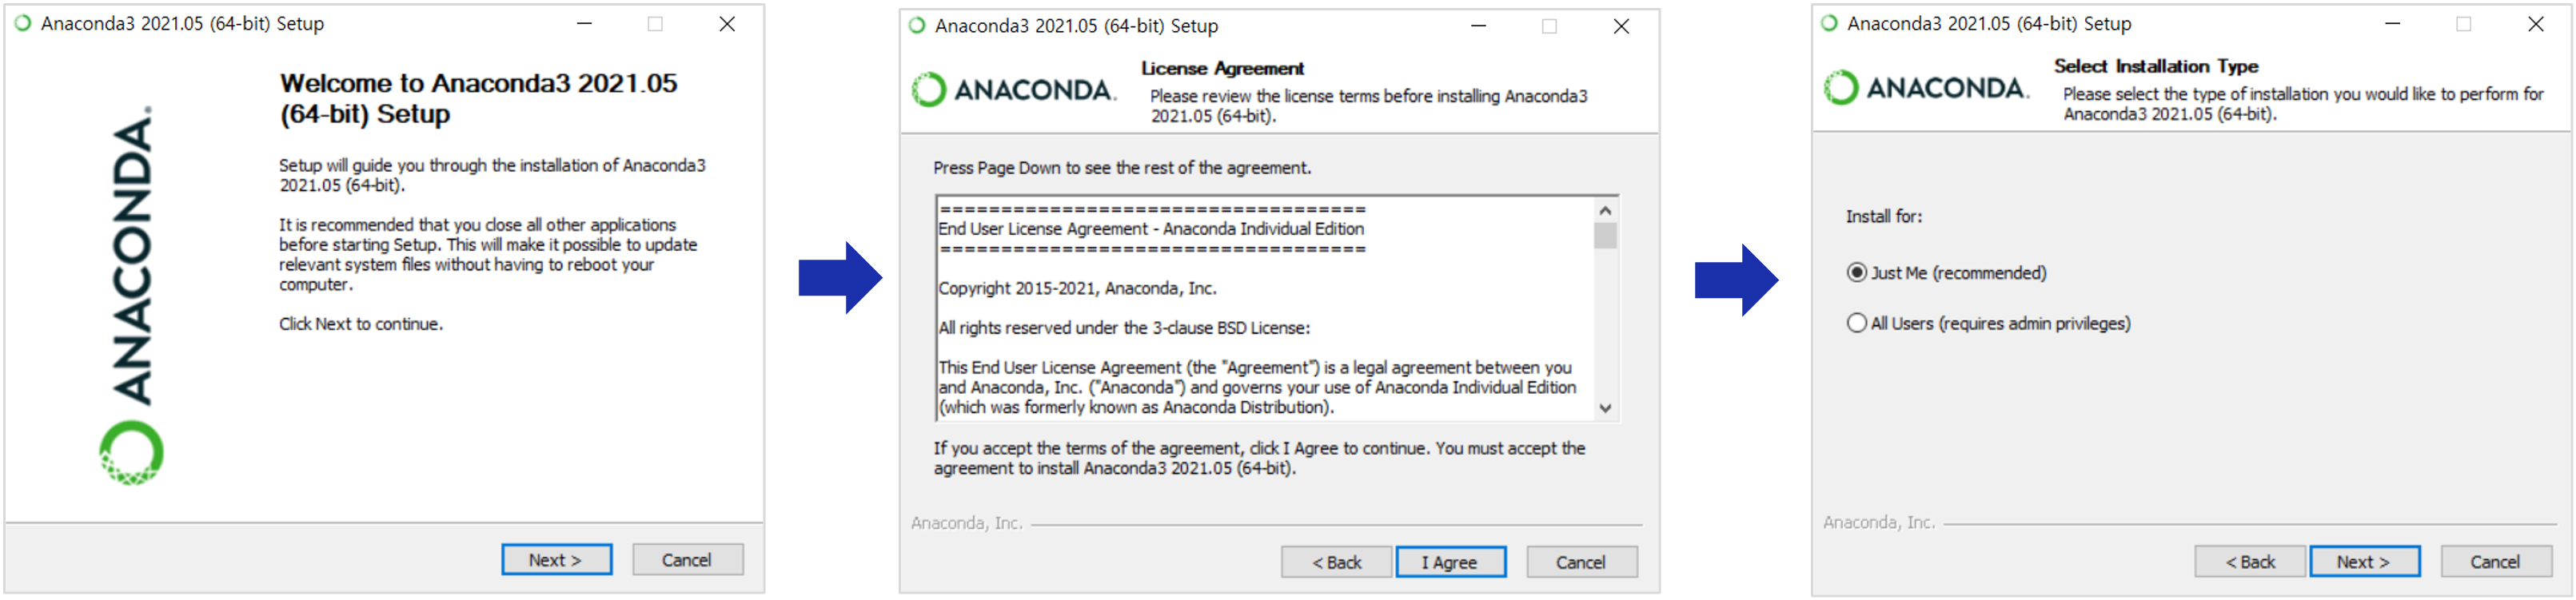 Anaconda3 2021.05 (64-bit) Setup
ANACONDA.
Welcome to Anaconda3 2021.05
(64-bit) Setup
Setup will guide you through the installation of Anaconda3
2021.05 (64-bit).
It is recommended that you close all other applications
before starting Setup. This will make it possible to update
relevant system files without having to reboot your
computer.
Click Next to continue.
Next >
Cancel
Anaconda3 2021.05 (64-bit) Setup
ANACONDA.
License Agreement
Please review the license terms before installing Anaconda3
2021.05 (64-bit).
Press Page Down to see the rest of the agreement.
===================================
End User License Agreement - Anaconda Individual Edition
===================================
Copyright 2015-2021, Anaconda, Inc.
All rights reserved under the 3-clause BSD License:
This End User License Agreement (the "Agreement") is a legal agreement between you
and Anaconda, Inc. ("Anaconda") and governs your use of Anaconda Individual Edition
(which was formerly known as Anaconda Distribution).
If you accept the terms of the agreement, click I Agree to continue. You must accept the
agreement to install Anaconda3 2021.05 (64-bit).
Anaconda, Inc.
< Back
I Agree
Cancel
Anaconda3 2021.05 (64-bit) Setup
ANACONDA.
Select Installation Type
Please select the type of installation you would like to perform for
Anaconda3 2021.05 (64-bit).
Install for:
Just Me (recommended)
All Users (requires admin privileges)
Anaconda, Inc.
< Back
Next >
Cancel